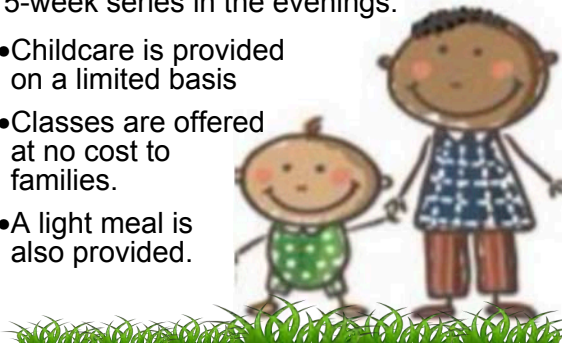 5-week series in the evenings.
•Childcare is provided
on a limited basis
•Classes are offered
at no cost to
families.
•A light meal is
also provided.